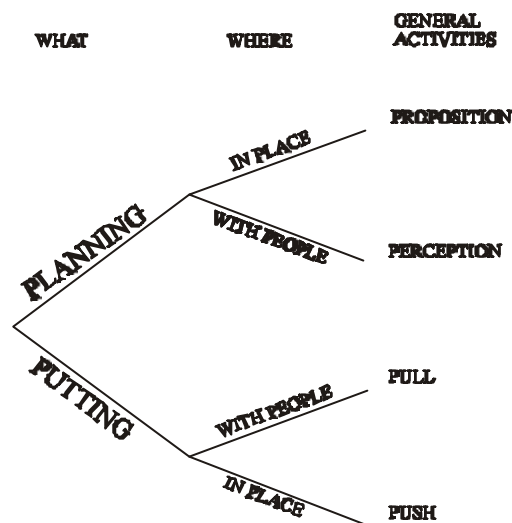 WHAT
WHERE
GENERAL
ACTIVITIES
IN PLACE
PROPOSITION
PLANNING
WITH PEOPLE
PERCEPTION
PUTTING
WITH PEOPLE
PULL
IN PLACE
PUSH